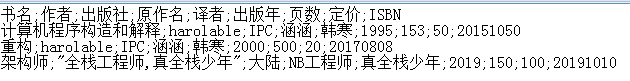 书名;作者;出版社;原作名;译者;出版年;页数;定价;ISBN
计算机程序构造和解释;harolable;IPC;涵涵;韩寒;1995;153;50;20151050
重构;harolable;IPC;涵涵;韩寒;2000;500;20;20170808
架构师;"全栈工程师,真全栈少年";大陆;NB工程师;真全栈少年;2019;150;100;20191010